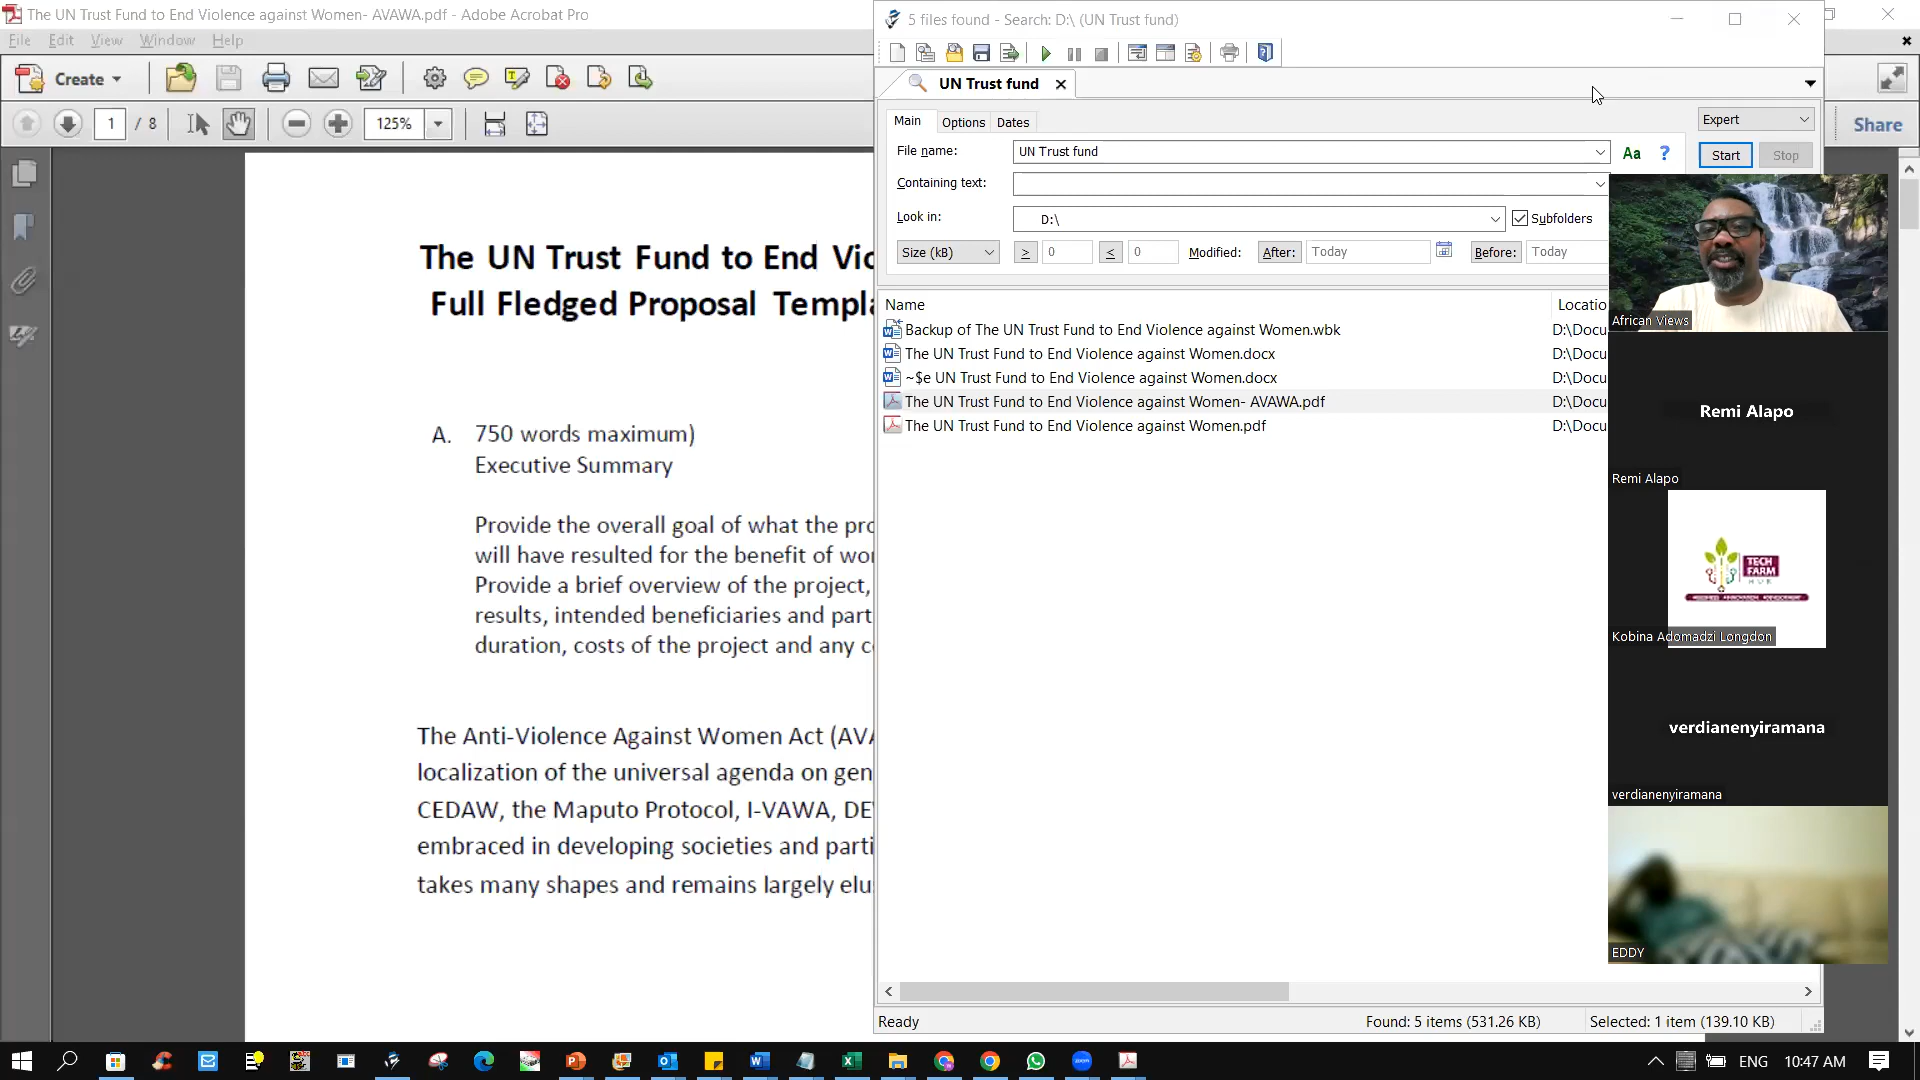 The UN Trust Fund to End Violence against Women- AVAWA.pdf - Adobe Acrobat Pro
File Edit View Window Help
Create
1 / 8
125%
Share
The UN Trust Fund to End
Full Fledged Proposal
A. 750 words maximum)
Executive Summary
Provide the overall goal of what the
will have resulted for the benefit of
Provide a brief overview of the project,
results, intended beneficiaries and
duration, costs of the project and any
The Anti-Violence Against Women Act
localization of the universal agenda on
CEDAW, the Maputo Protocol, I-VAWA,
embraced in developing societies and
takes many shapes and remains largely
5 files found - Search: D:\ (UN Trust fund)
UN Trust fund
Main Options Dates
Expert
File name: UN Trust fund
Aa ?
Start Stop
Containing text:
Look in: D:\
Subfolders
Size (kB) > 0 < 0 Modified: After: Today Before: Today
Name
Backup of The UN Trust Fund to End Violence against Women.wbk D:\Docu
The UN Trust Fund to End Violence against Women.docx D:\Docu
~$e UN Trust Fund to End Violence against Women.docx D:\Docu
The UN Trust Fund to End Violence against Women- AVAWA.pdf D:\Docu
The UN Trust Fund to End Violence against Women.pdf D:\Docu
Ready
Found: 5 items (531.26 KB)
Selected: 1 item (139.10 KB)
African Views
Remi Alapo
Remi Alapo
TECH
FARM
HUB
Kobina Adomadzi Longdon
verdianenyiramana
verdianenyiramana
EDDY
ENG
10:47 AM